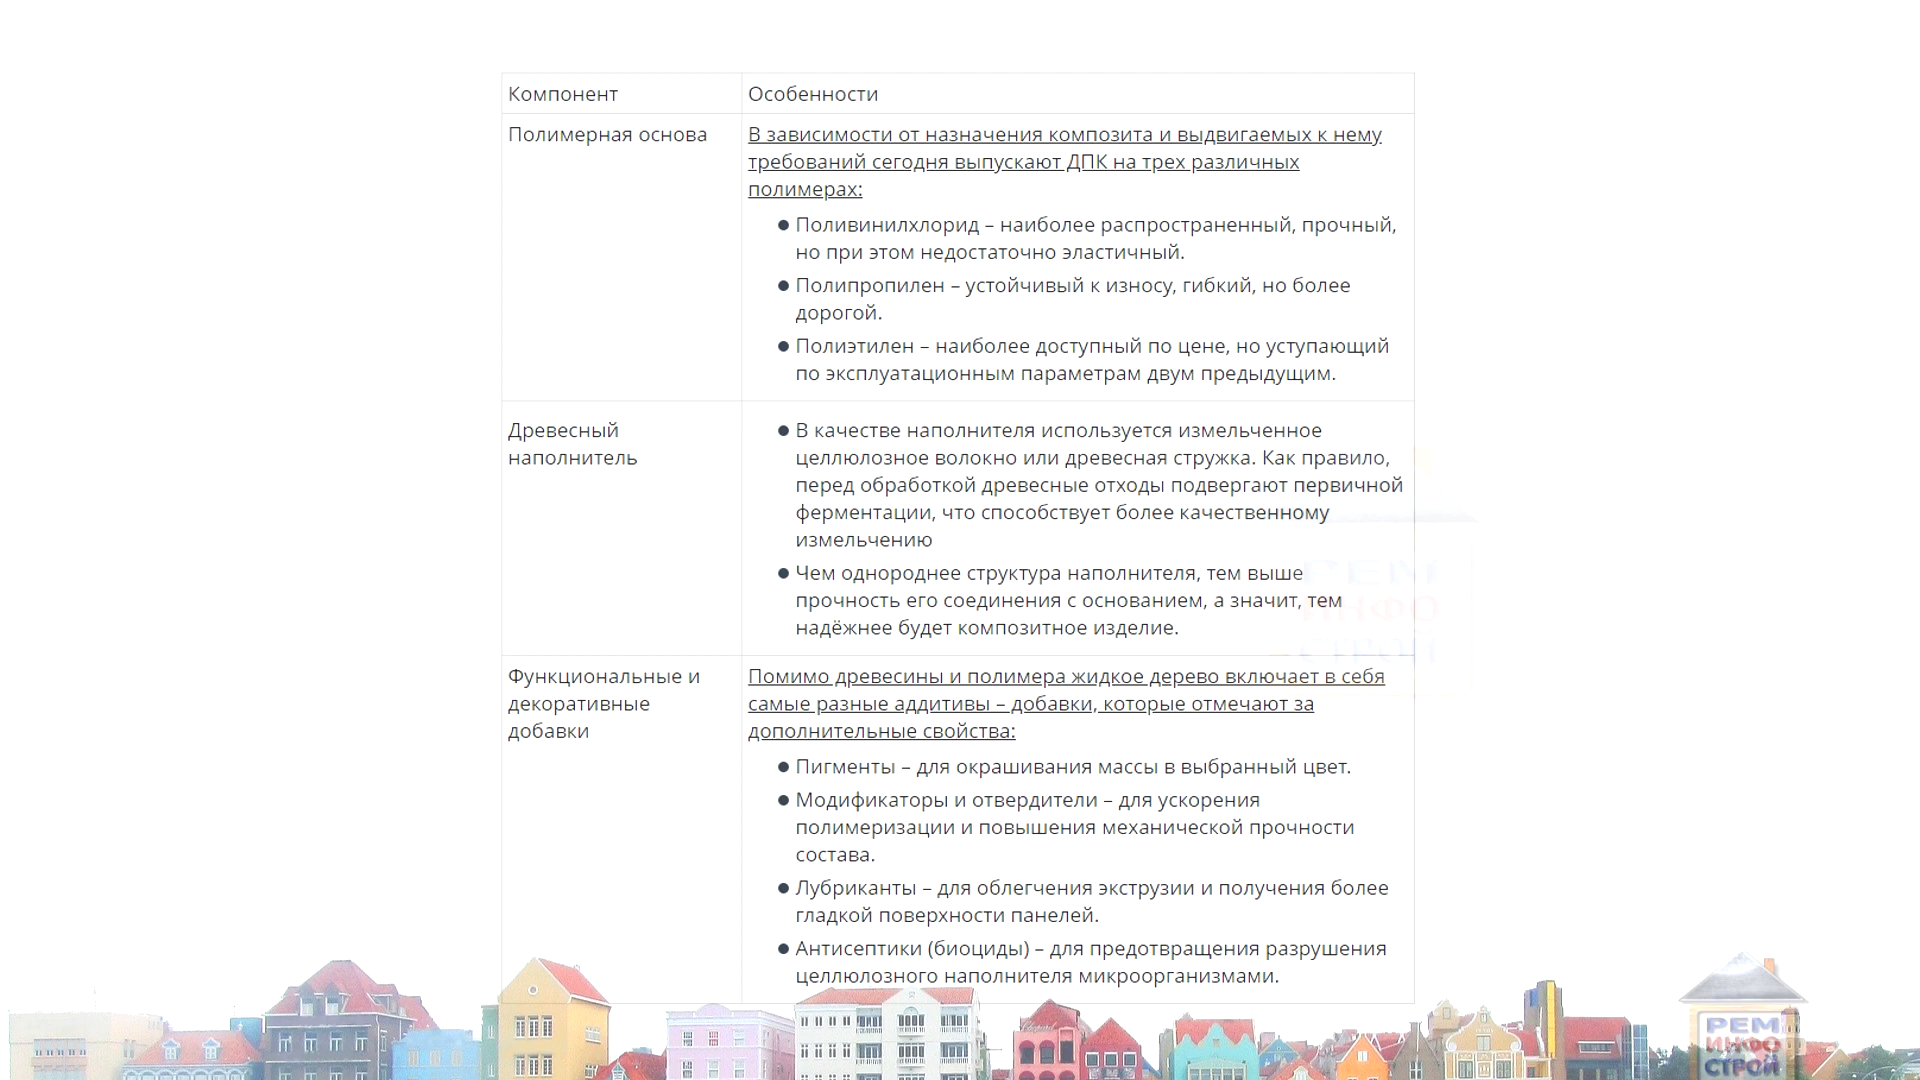 Компонент
Особенности
Полимерная основа
В зависимости от назначения композита и выдвигаемых к нему
требований сегодня выпускают ДПК на трех различных
полимерах:
● Поливинилхлорид – наиболее распространенный, прочный,
но при этом недостаточно эластичный.
● Полипропилен – устойчивый к износу, гибкий, но более
дорогой.
● Полиэтилен – наиболее доступный по цене, но уступающий
по эксплуатационным параметрам двум предыдущим.
Древесный
наполнитель
● В качестве наполнителя используется измельченное
целлюлозное волокно или древесная стружка. Как правило,
перед обработкой древесные отходы подвергают первичной
ферментации, что способствует более качественному
измельчению
● Чем однороднее структура наполнителя, тем выше
прочность его соединения с основанием, а значит, тем
надёжнее будет композитное изделие.
РЕМ
ИНФО
СТРОЙ
Функциональные и
декоративные
добавки
Помимо древесины и полимера жидкое дерево включает в себя
самые разные аддитивы – добавки, которые отмечают за
дополнительные свойства:
● Пигменты – для окрашивания массы в выбранный цвет.
● Модификаторы и отвердители – для ускорения
полимеризации и повышения механической прочности
состава.
● Лубриканты – для облегчения экструзии и получения более
гладкой поверхности панелей.
● Антисептики (биоциды) – для предотвращения разрушения
целлюлозного наполнителя микроорганизмами.
РЕМ
ИНФО
СТРОЙ